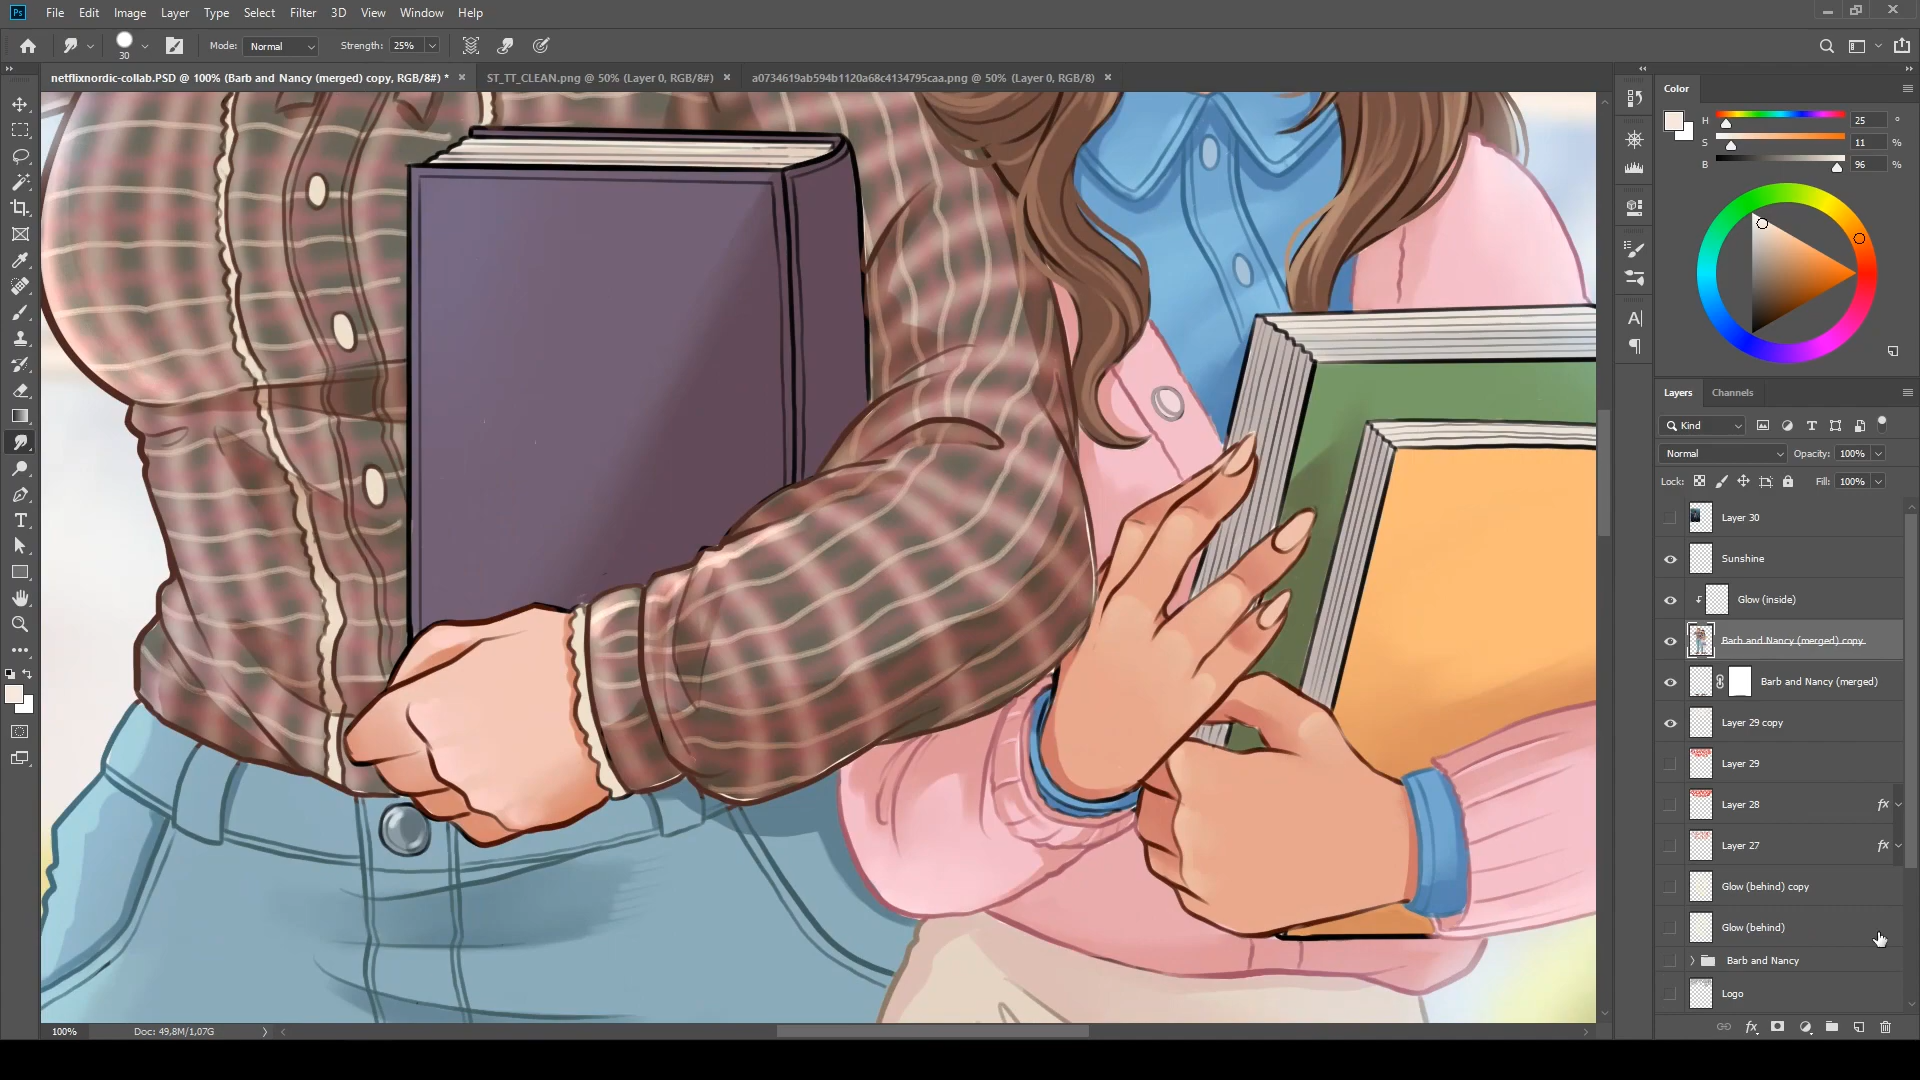 Ps File Edit Image Layer Type Select Filter 3D View Window Help
30 Mode: Normal Strength: 25%
netflixnordic-collab.PSD @ 100% (Barb and Nancy (merged) copy, RGB/8#) * × ST_TT_CLEAN.png @ 50% (Layer 0, RGB/8#) × a0734619ab594b1120a68c4134795caa.png @ 50% (Layer 0, RGB/8) ×
Color
H 25 °
S 11 %
B 96 %
Layers Channels
Kind
Normal Opacity: 100%
Lock: Fill: 100%
Layer 30
Sunshine
Glow (inside)
Barb and Nancy (merged) copy
Barb and Nancy (merged)
Layer 29 copy
Layer 29
Layer 28 fx
Layer 27 fx
Glow (behind) copy
Glow (behind)
Barb and Nancy
Logo
100% Doc: 49,8M/1,07G